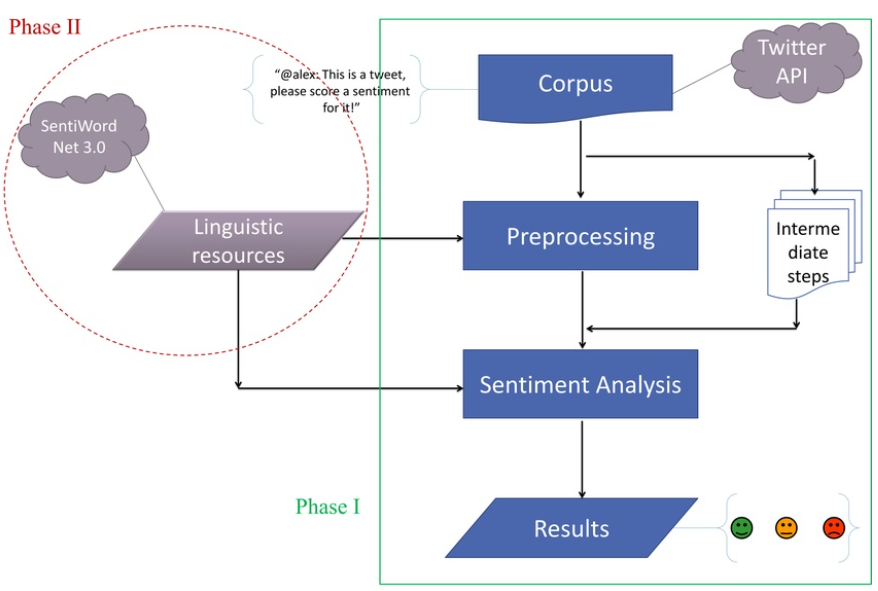 Phase II
“@alex: This is a tweet,
please score a sentiment
for it!”
Corpus
Twitter
API
SentiWord
Net 3.0
Linguistic
resources
Preprocessing
Interme
diate
steps
Sentiment Analysis
Phase I
Results